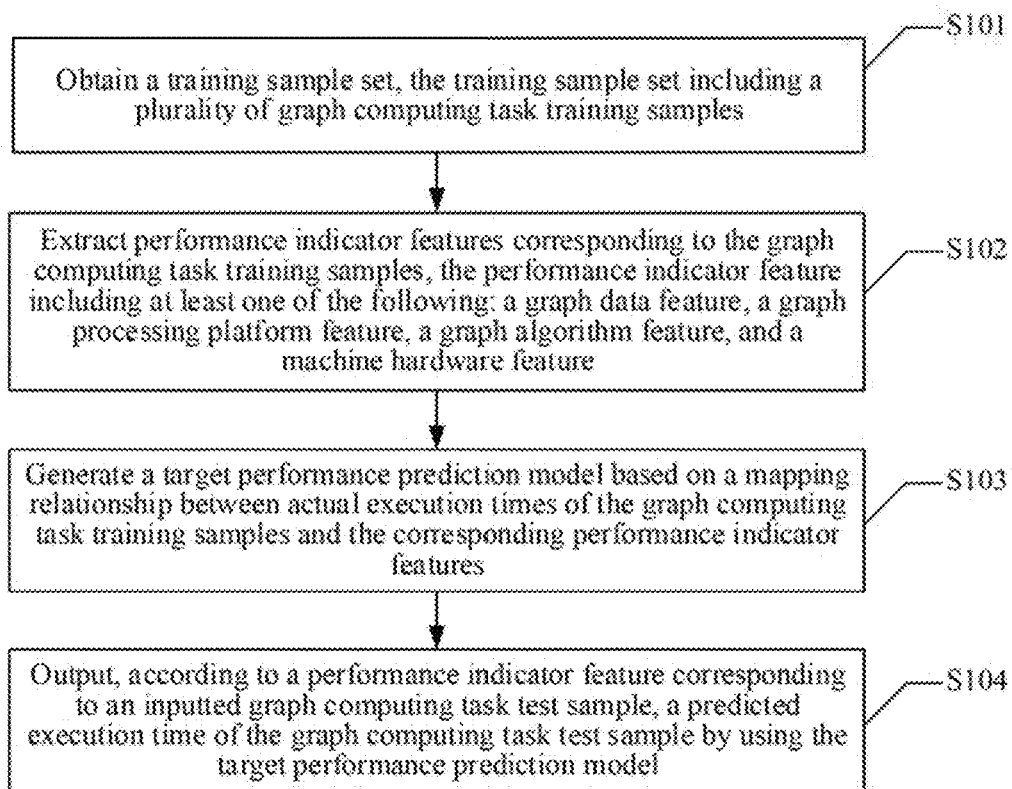 S101
Obtain a training sample set, the training sample set including a
plurality of graph computing task training samples
Extract performance indicator features corresponding to the graph
computing task training samples, the performance indicator feature
including at least one of the following: a graph data feature, a graph
processing platform feature, a graph algorithm feature, and a
machine hardware feature
S102
Generate a target performance prediction model based on a mapping
relationship between actual execution times of the graph computing
task training samples and the corresponding performance indicator
features
S103
Output, according to a performance indicator feature corresponding
to an inputted graph computing task test sample, a predicted
execution time of the graph computing task test sample by using the
target performance prediction model
S104